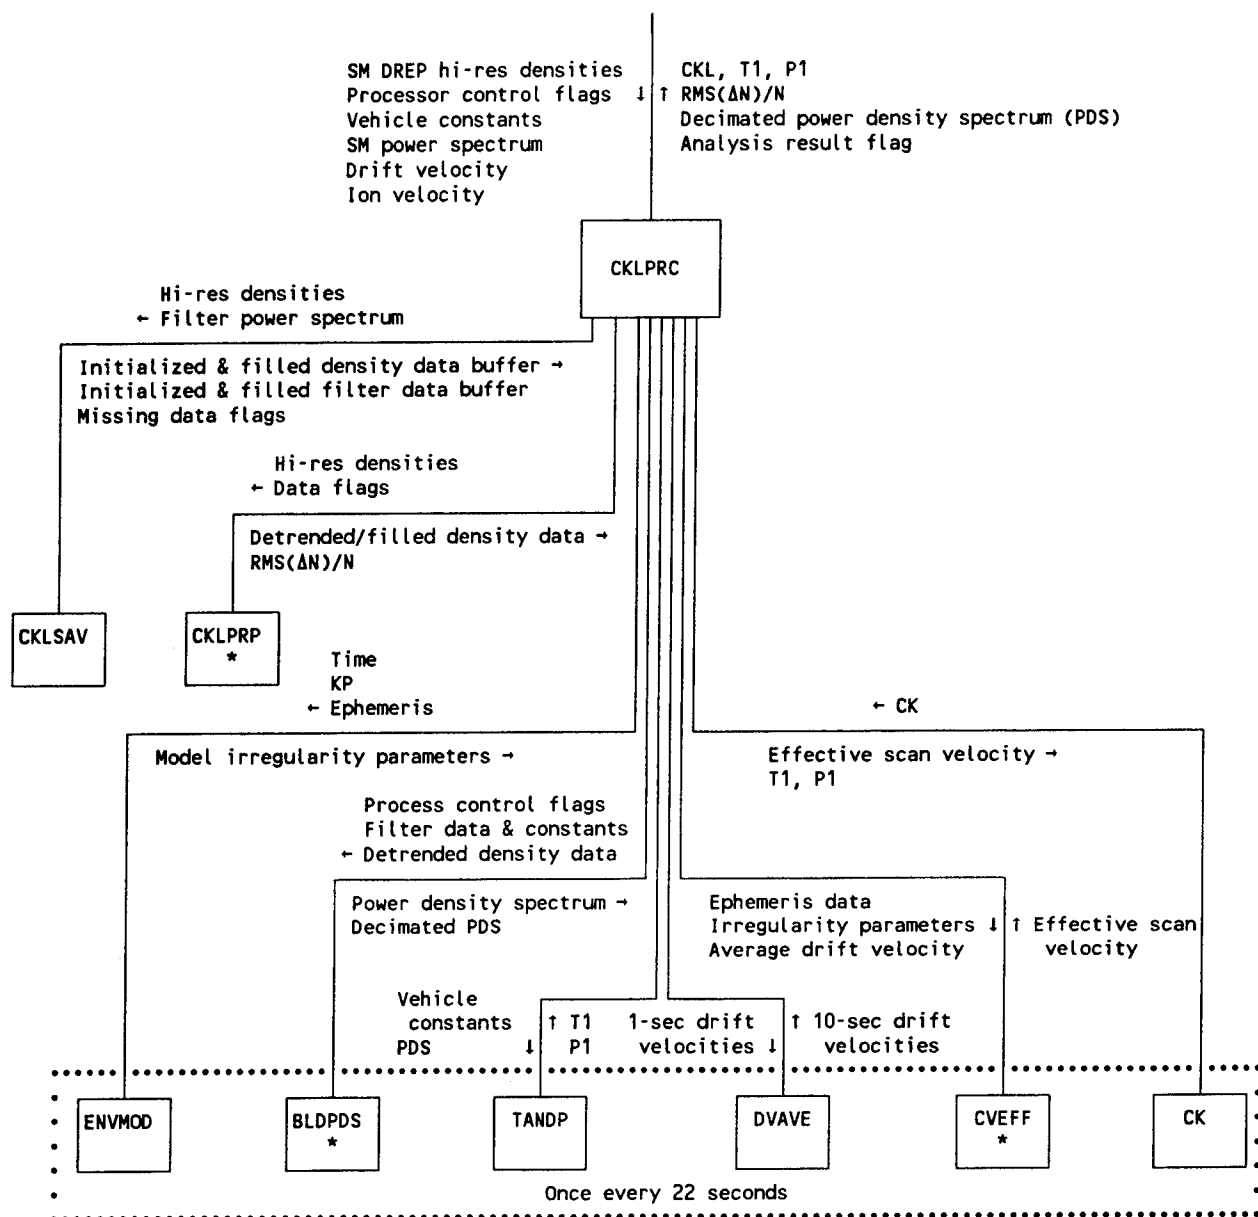 SM DREP hi-res densities
Processor control flags ↓
Vehicle constants
SM power spectrum
Drift velocity
Ion velocity
CKL, T1, P1
↑ RMS(ΔN)/N
Decimated power density spectrum (PDS)
Analysis result flag
CKLPRC
Hi-res densities
← Filter power spectrum
Initialized & filled density data buffer →
Initialized & filled filter data buffer
Missing data flags
Hi-res densities
← Data flags
Detrended/filled density data →
RMS(ΔN)/N
CKLSAV
CKLPRP
*
Time
KP
← Ephemeris
Model irregularity parameters →
← CK
Effective scan velocity →
T1, P1
Process control flags
Filter data & constants
← Detrended density data
Power density spectrum →
Decimated PDS
Ephemeris data
Irregularity parameters ↓
Average drift velocity
↑ Effective scan
velocity
Vehicle
constants
PDS ↓
↑ T1
P1
1-sec drift
velocities ↓
↑ 10-sec drift
velocities
ENVMOD
BLDPDS
*
TANDP
DVAVE
CVEFF
*
CK
Once every 22 seconds